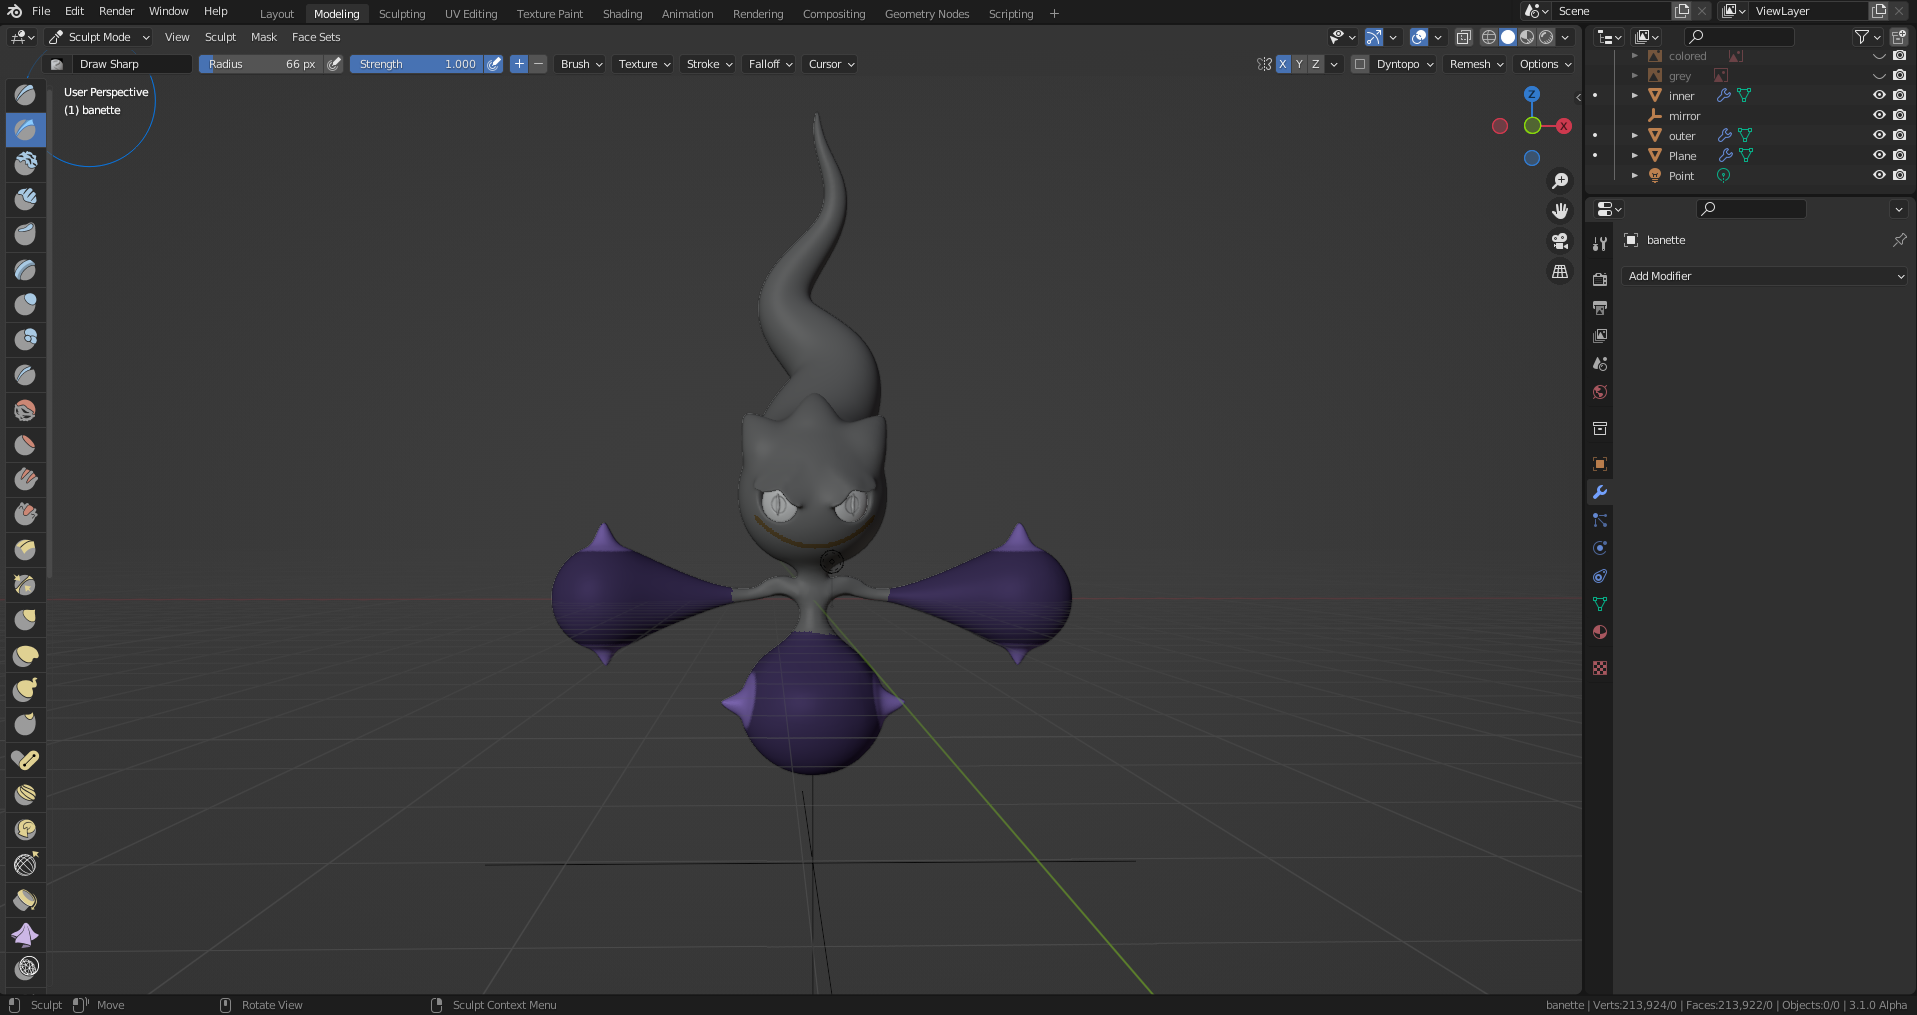 File Edit Render Window Help
Layout Modeling Sculpting UV Editing Texture Paint Shading Animation Rendering Compositing Geometry Nodes Scripting +
Scene
ViewLayer
Sculpt Mode View Sculpt Mask Face Sets
Draw Sharp Radius 66 px Strength 1.000 + − Brush Texture Stroke Falloff Cursor
X Y Z Dyntopo Remesh Options
User Perspective
(1) banette
Z
X
colored
grey
inner
mirror
outer
Plane
Point
banette
Add Modifier
Sculpt Move Rotate View Sculpt Context Menu
banette | Verts:213,924/0 | Faces:213,922/0 | Objects:0/0 | 3.1.0 Alpha